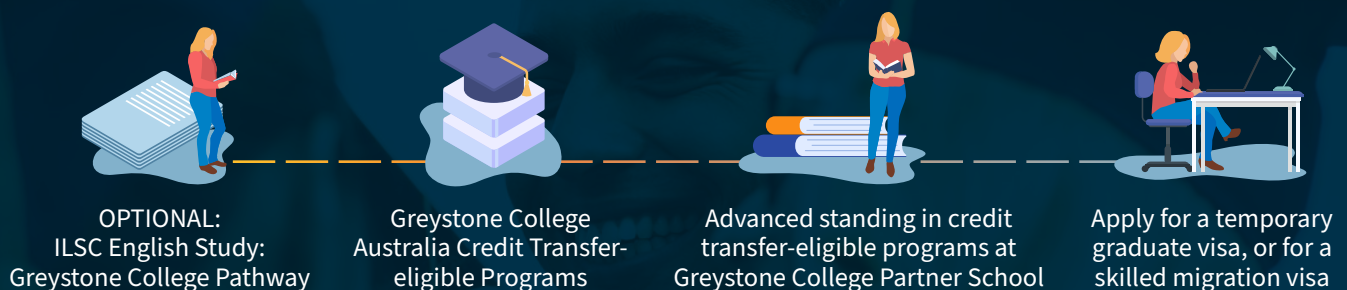 OPTIONAL:
ILSC English Study:
Greystone College Pathway
Greystone College
Australia Credit Transfer-
eligible Programs
Advanced standing in credit
transfer-eligible programs at
Greystone College Partner School
Apply for a temporary
graduate visa, or for a
skilled migration visa